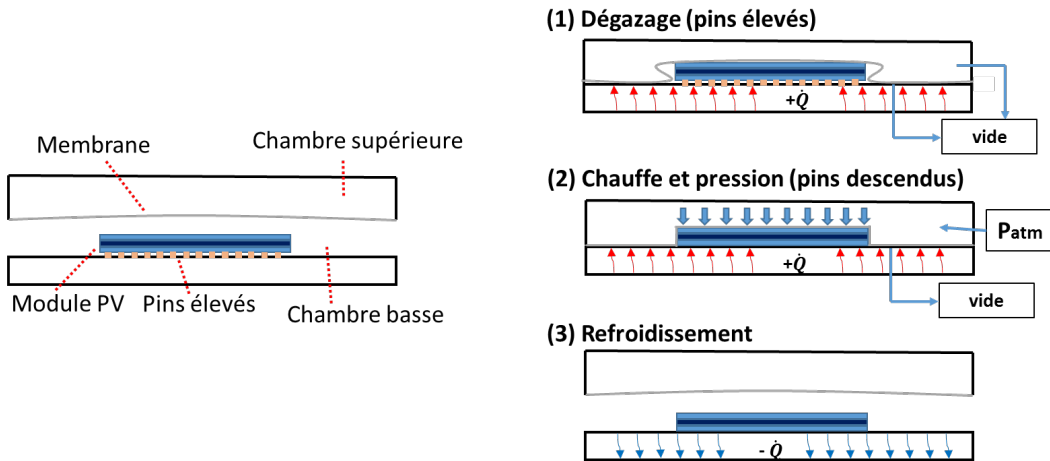 Membrane
Chambre supérieure
Module PV
Pins élevés
Chambre basse
(1) Dégazage (pins élevés)
+Q̇
vide
(2) Chauffe et pression (pins descendus)
Patm
+Q̇
vide
(3) Refroidissement
- Q̇